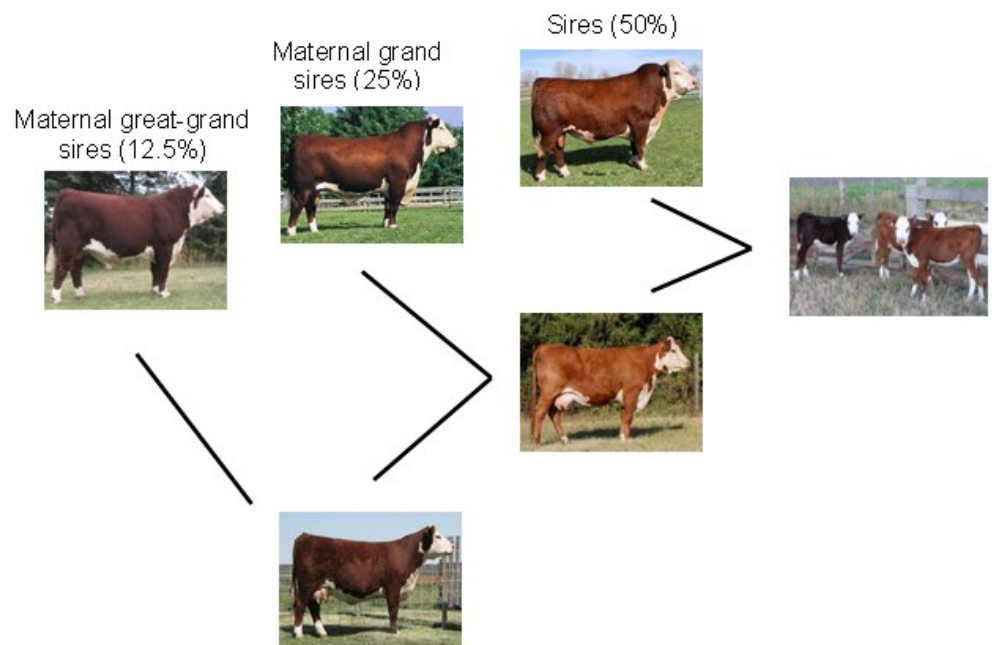 Maternal great-grand
sires (12.5%)
Maternal grand
sires (25%)
Sires (50%)